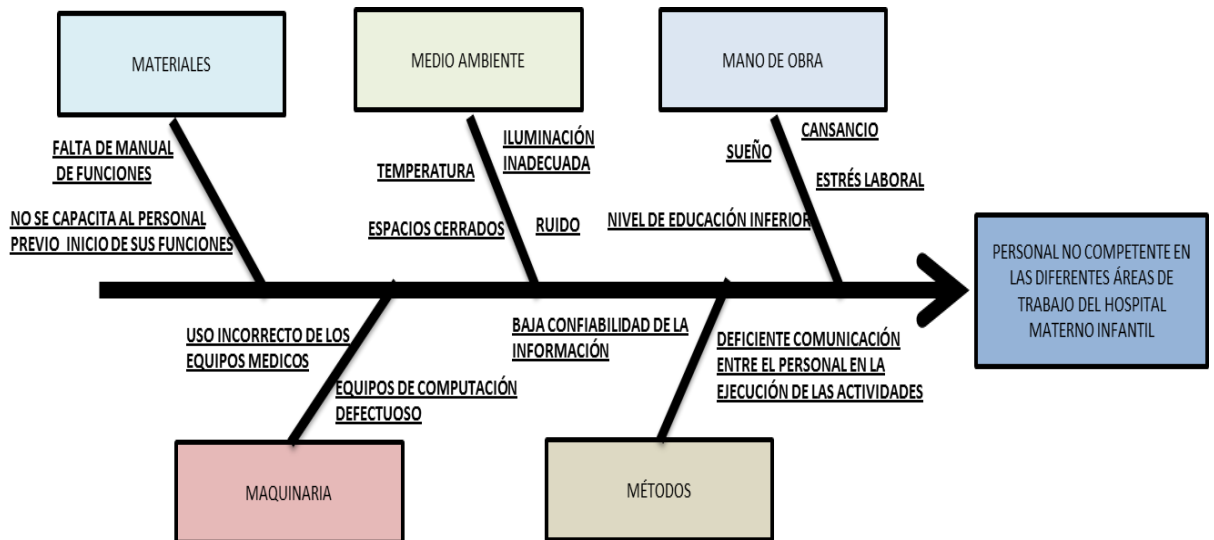 MATERIALES
MEDIO AMBIENTE
MANO DE OBRA
FALTA DE MANUAL
DE FUNCIONES
NO SE CAPACITA AL PERSONAL
PREVIO INICIO DE SUS FUNCIONES
ILUMINACIÓN
INADECUADA
TEMPERATURA
ESPACIOS CERRADOS
RUIDO
CANSANCIO
SUEÑO
ESTRÉS LABORAL
NIVEL DE EDUCACIÓN INFERIOR
PERSONAL NO COMPETENTE EN
LAS DIFERENTES ÁREAS DE
TRABAJO DEL HOSPITAL
MATERNO INFANTIL
USO INCORRECTO DE LOS
EQUIPOS MEDICOS
EQUIPOS DE COMPUTACIÓN
DEFECTUOSO
BAJA CONFIABILIDAD DE LA
INFORMACIÓN
DEFICIENTE COMUNICACIÓN
ENTRE EL PERSONAL EN LA
EJECUCIÓN DE LAS ACTIVIDADES
MAQUINARIA
MÉTODOS